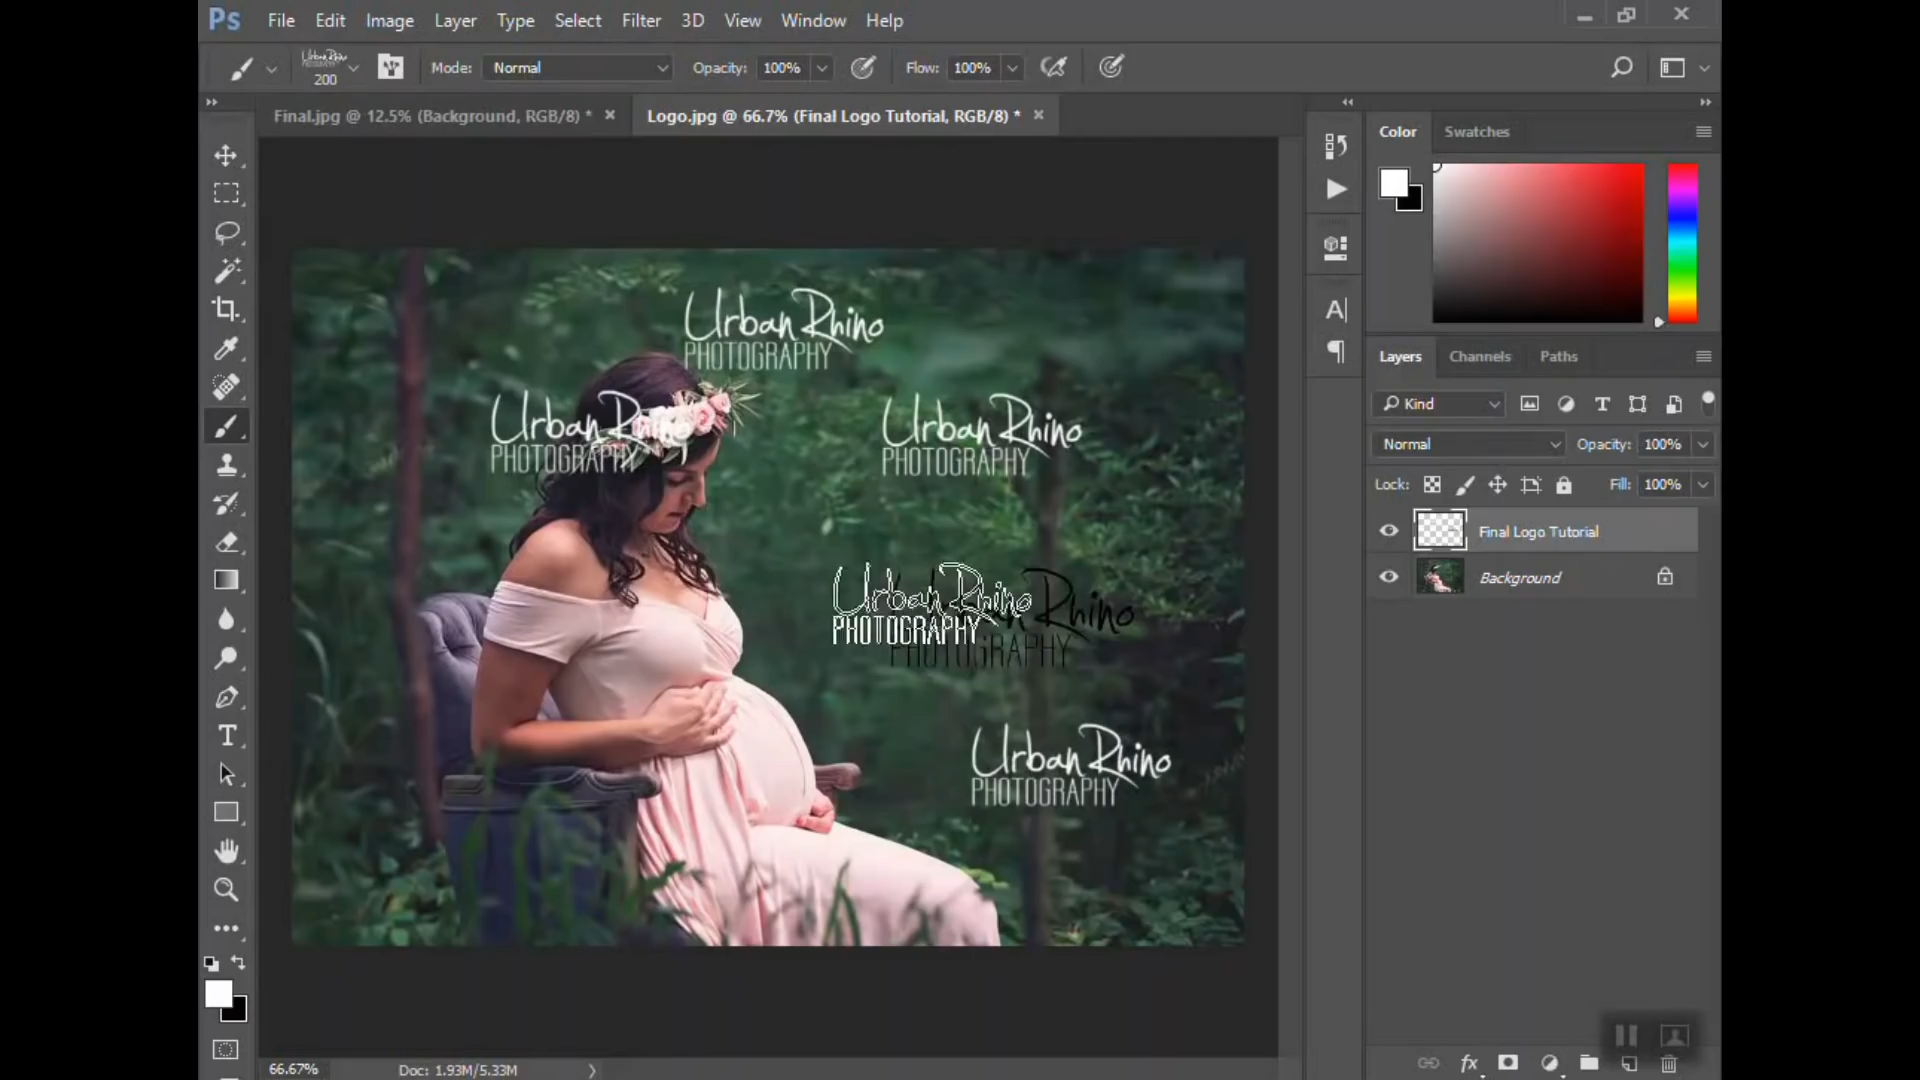 Ps File Edit Image Layer Type Select Filter 3D View Window Help
200 Mode: Normal Opacity: 100% Flow: 100%
Final.jpg @ 12.5% (Background, RGB/8) * Logo.jpg @ 66.7% (Final Logo Tutorial, RGB/8) *
Color Swatches
Urban Rhino
PHOTOGRAPHY
Urban Rhino
PHOTOGRAPHY
Urban Rhino
PHOTOGRAPHY
Urban Rhino
PHOTOGRAPHY
Urban Rhino
PHOTOGRAPHY
Urban Rhino
PHOTOGRAPHY
Layers Channels Paths
Kind
Normal Opacity: 100%
Lock: Fill: 100%
Final Logo Tutorial
Background
66.67% Doc: 1.93M/5.33M